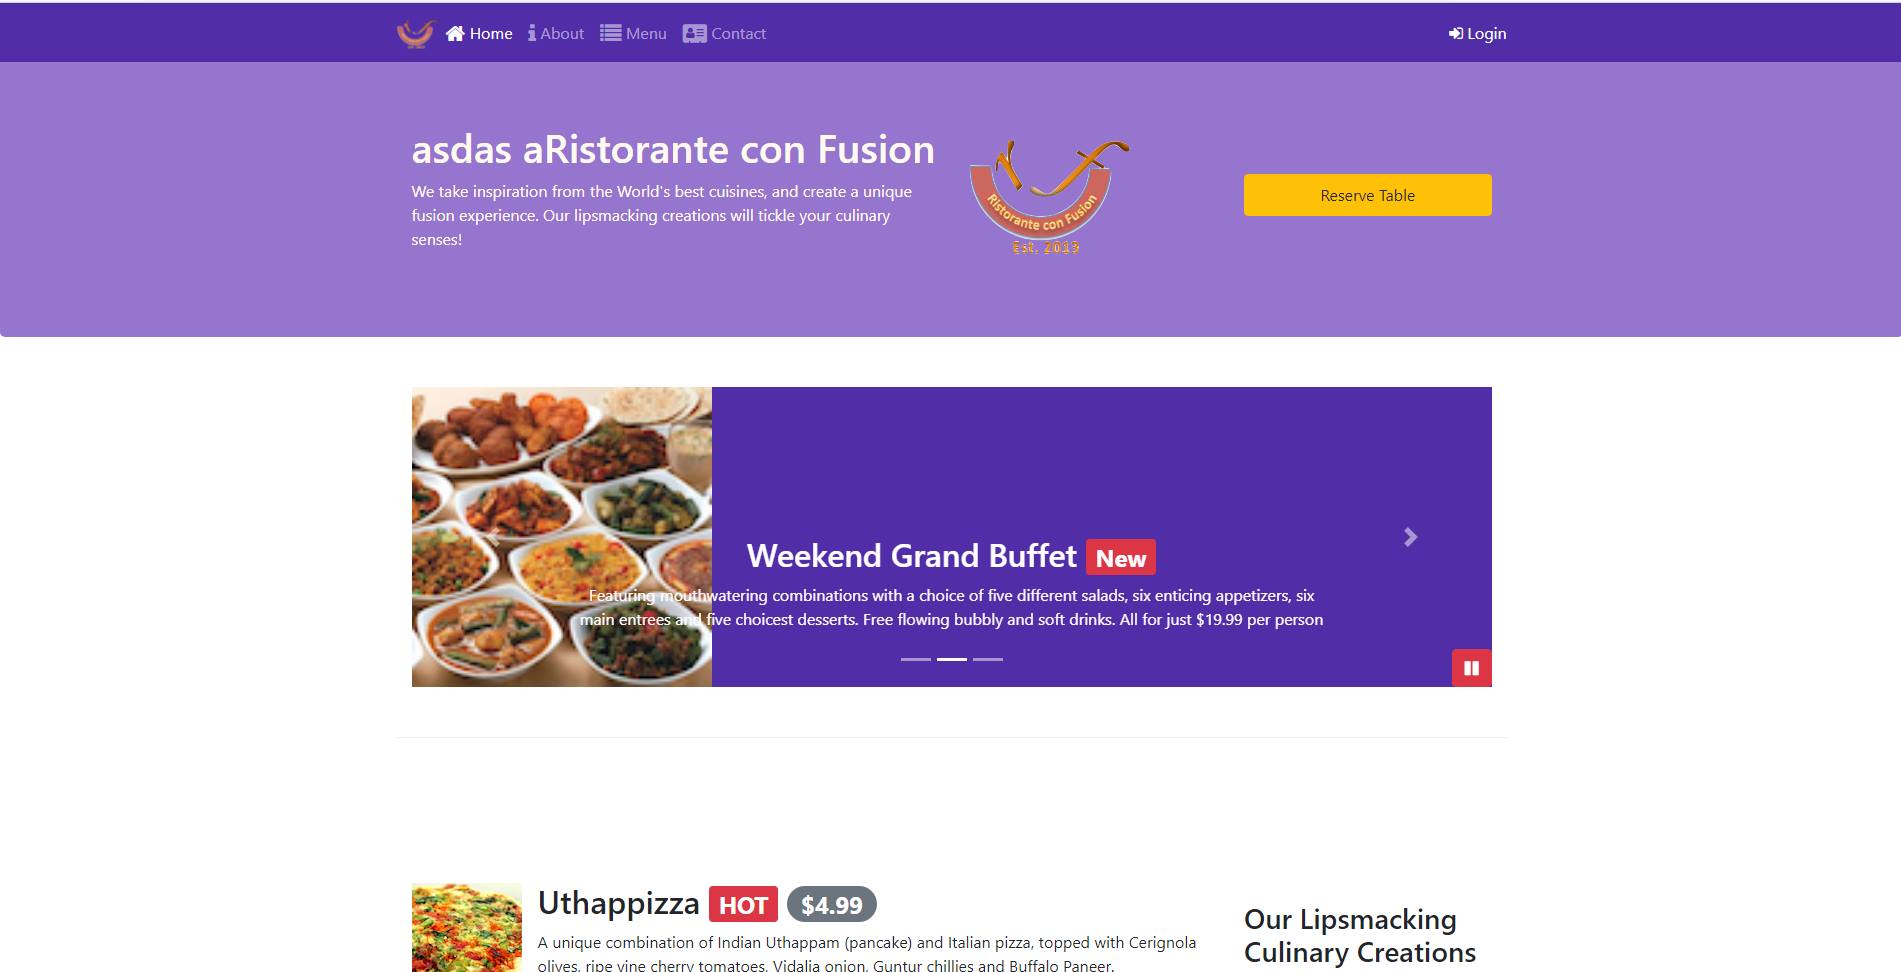 Home About Menu Contact Login
asdas aRistorante con Fusion
We take inspiration from the World's best cuisines, and create a unique
fusion experience. Our lipsmacking creations will tickle your culinary
senses!
Ristorante con Fusion
Est. 2013
Reserve Table
Weekend Grand Buffet New
Featuring mouthwatering combinations with a choice of five different salads, six enticing appetizers, six
main entrees and five choicest desserts. Free flowing bubbly and soft drinks. All for just $19.99 per person
Uthappizza HOT $4.99
A unique combination of Indian Uthappam (pancake) and Italian pizza, topped with Cerignola
olives, ripe vine cherry tomatoes, Vidalia onion, Guntur chillies and Buffalo Paneer.
Our Lipsmacking
Culinary Creations